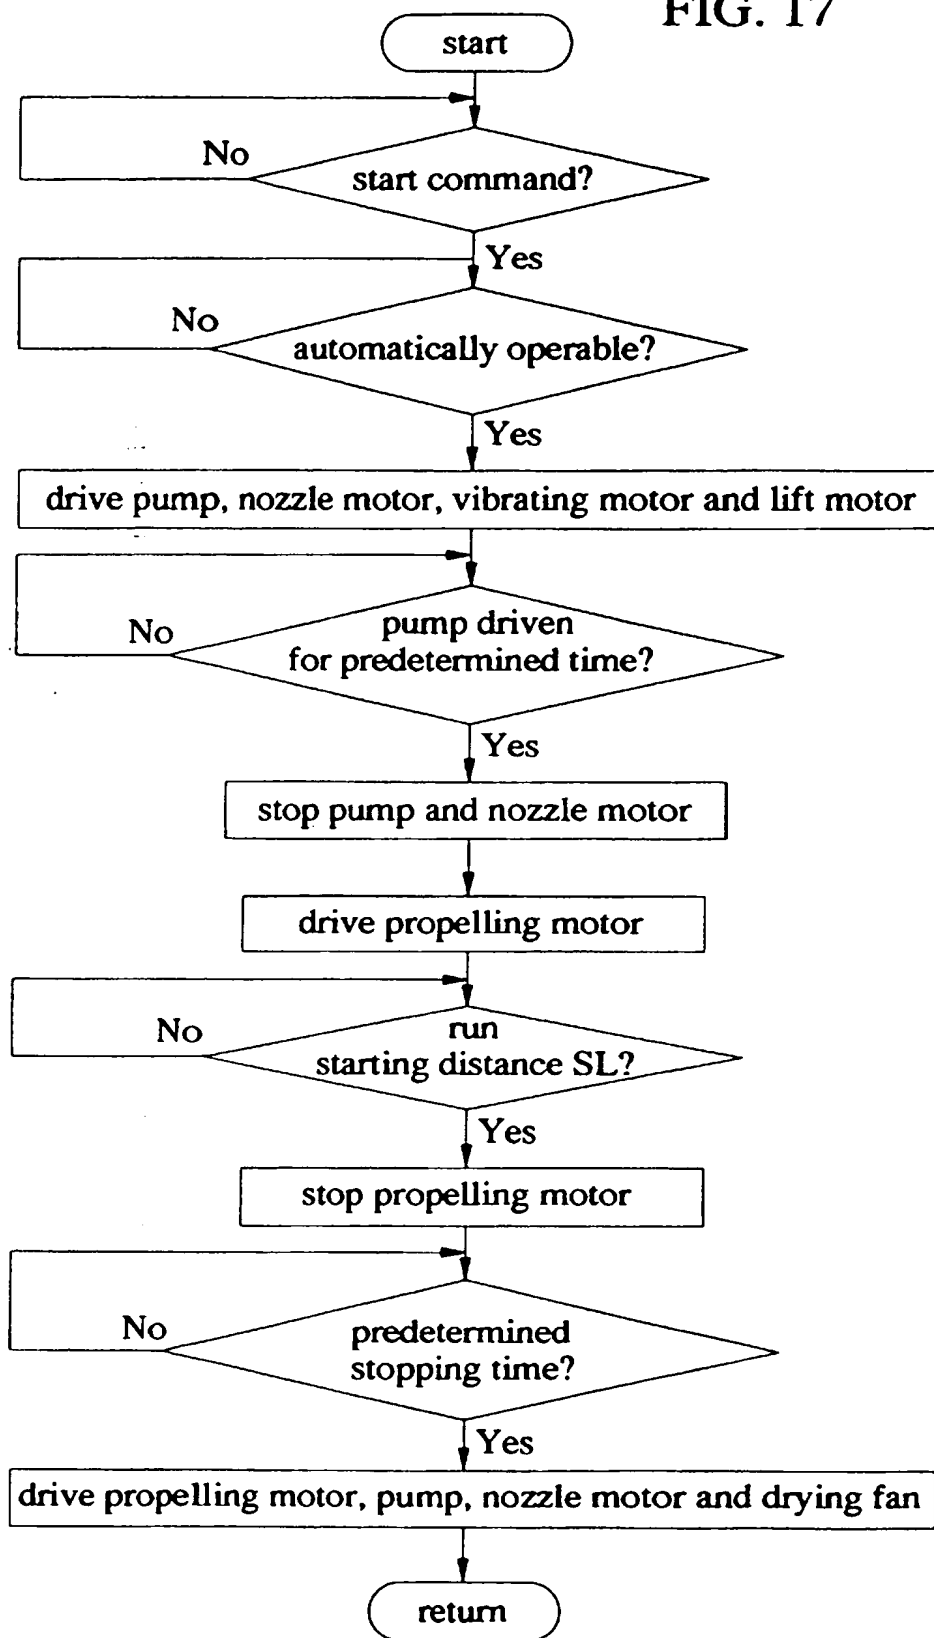 FIG. 17
start
No
start command?
Yes
No
automatically operable?
Yes
drive pump, nozzle motor, vibrating motor and lift motor
No
pump driven
for predetermined time?
Yes
stop pump and nozzle motor
drive propelling motor
No
run
starting distance SL?
Yes
stop propelling motor
No
predetermined
stopping time?
Yes
drive propelling motor, pump, nozzle motor and drying fan
return